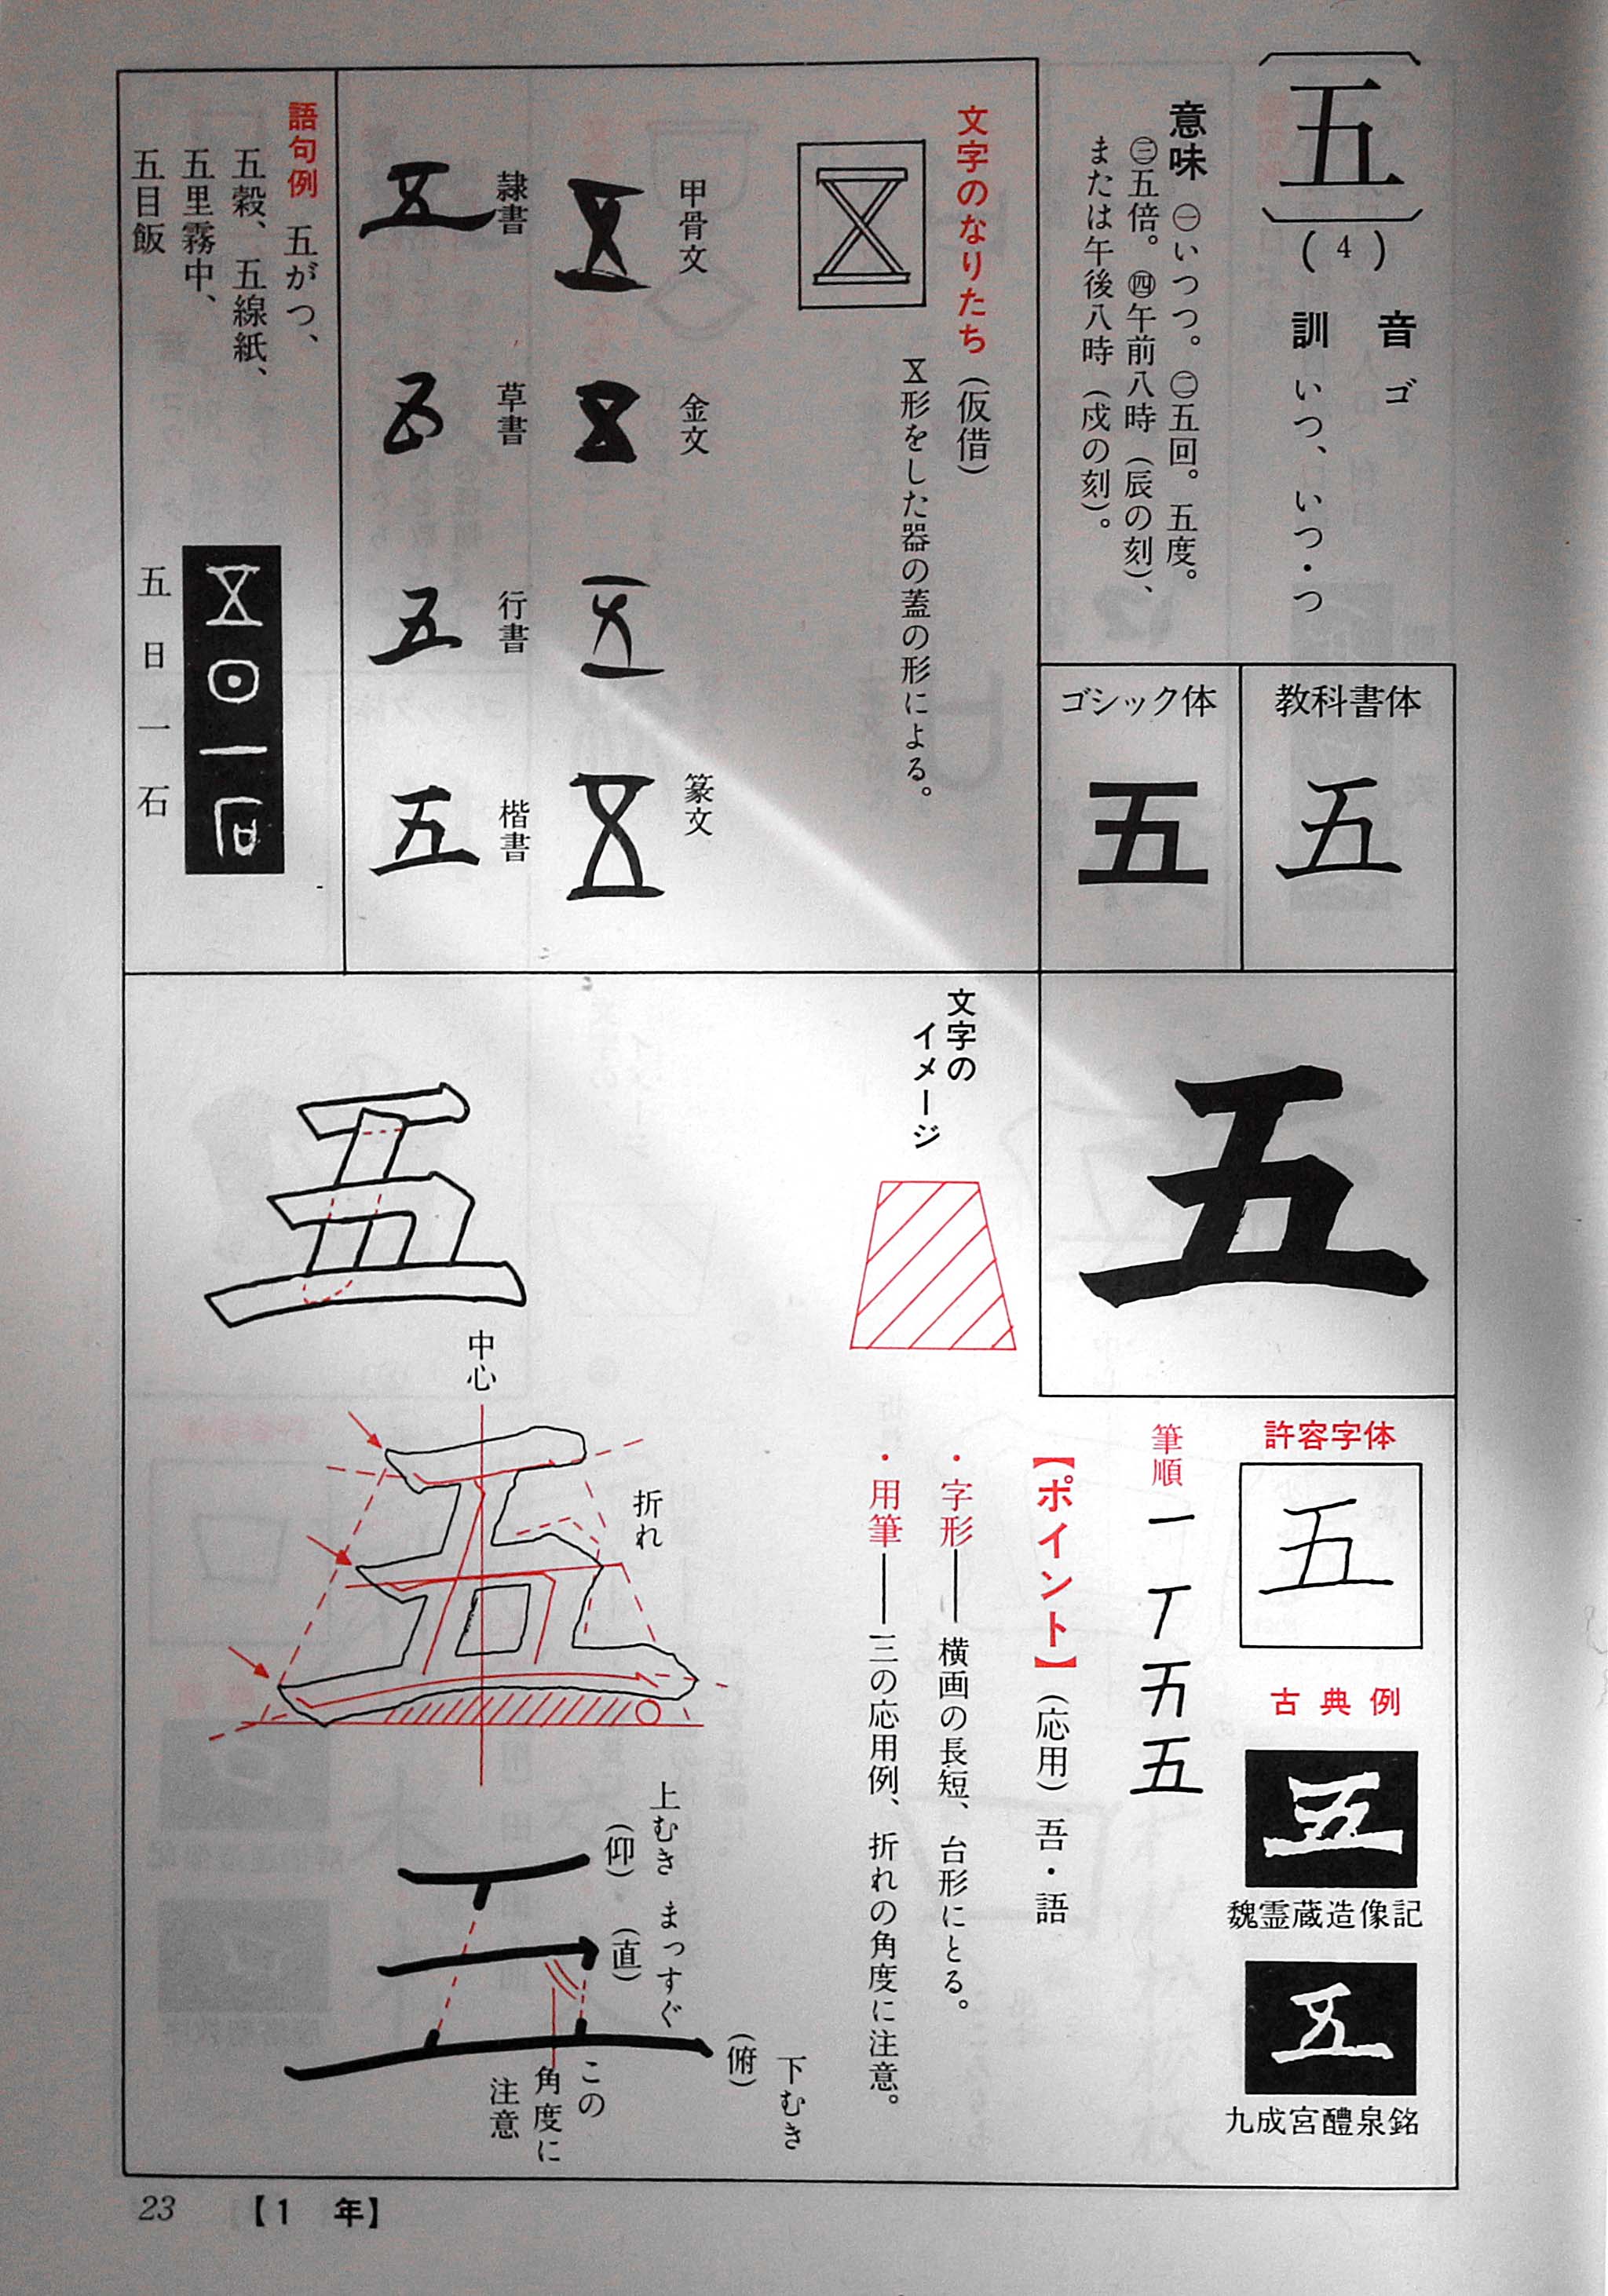 五
(4)
音 ゴ
訓 いつ、いつ・つ
意味 ㊀いつつ。㊁五回。五度。
㊂五倍。㊃午前八時(辰の刻)、
または午後八時(戌の刻)。
教科書体
五
ゴシック体
五
文字のなりたち(仮借)
㐅形をした器の蓋の形による。
甲骨文
金文
篆文
隷書
五
草書
五
行書
五
楷書
五
語句例 五がつ、
五穀、五線紙、
五里霧中、
五目飯
五日一石
五
文字の
イメージ
許容字体
五
古典例
五
魏霊蔵造像記
五
九成宮醴泉銘
筆順 一 丆 万 五
【ポイント】(応用)吾・語
・字形――横画の長短、台形にとる。
・用筆――三の応用例、折れの角度に注意。
五
中心
折れ
上むき
(仰)
まっすぐ
(直)
下むき
(俯)
この
角度に
注意
23 【1 年】